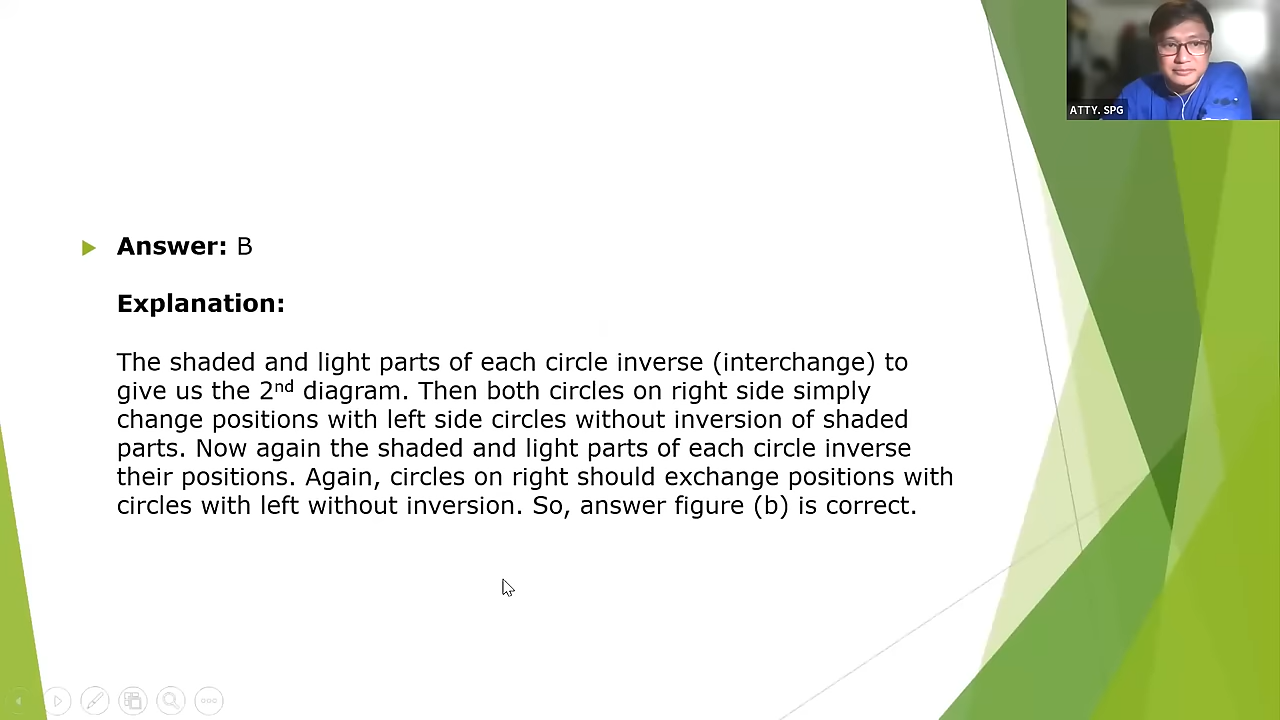 ATTY. SPG
Answer: B
Explanation:
The shaded and light parts of each circle inverse (interchange) to
give us the 2nd diagram. Then both circles on right side simply
change positions with left side circles without inversion of shaded
parts. Now again the shaded and light parts of each circle inverse
their positions. Again, circles on right should exchange positions with
circles with left without inversion. So, answer figure (b) is correct.